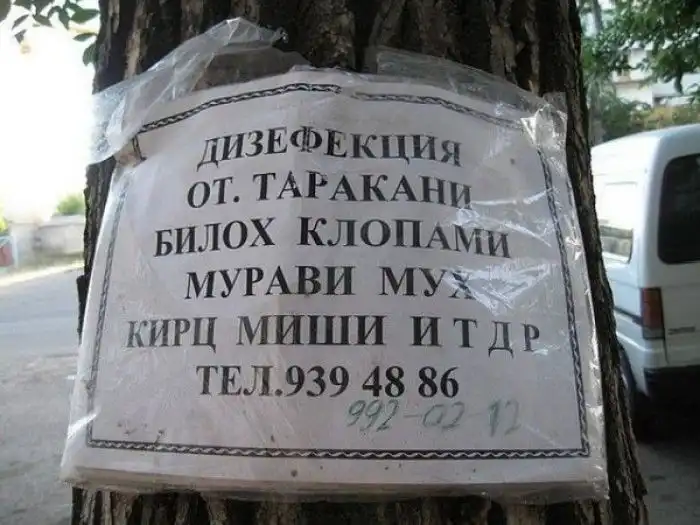 ДИЗЕФЕКЦИЯ
ОТ. ТАРАКАНИ
БИЛОХ КЛОПАМИ
МУРАВИ МУХ
КИРЦ МИШИ И Т Д Р
ТЕЛ.939 48 86
992-02-12